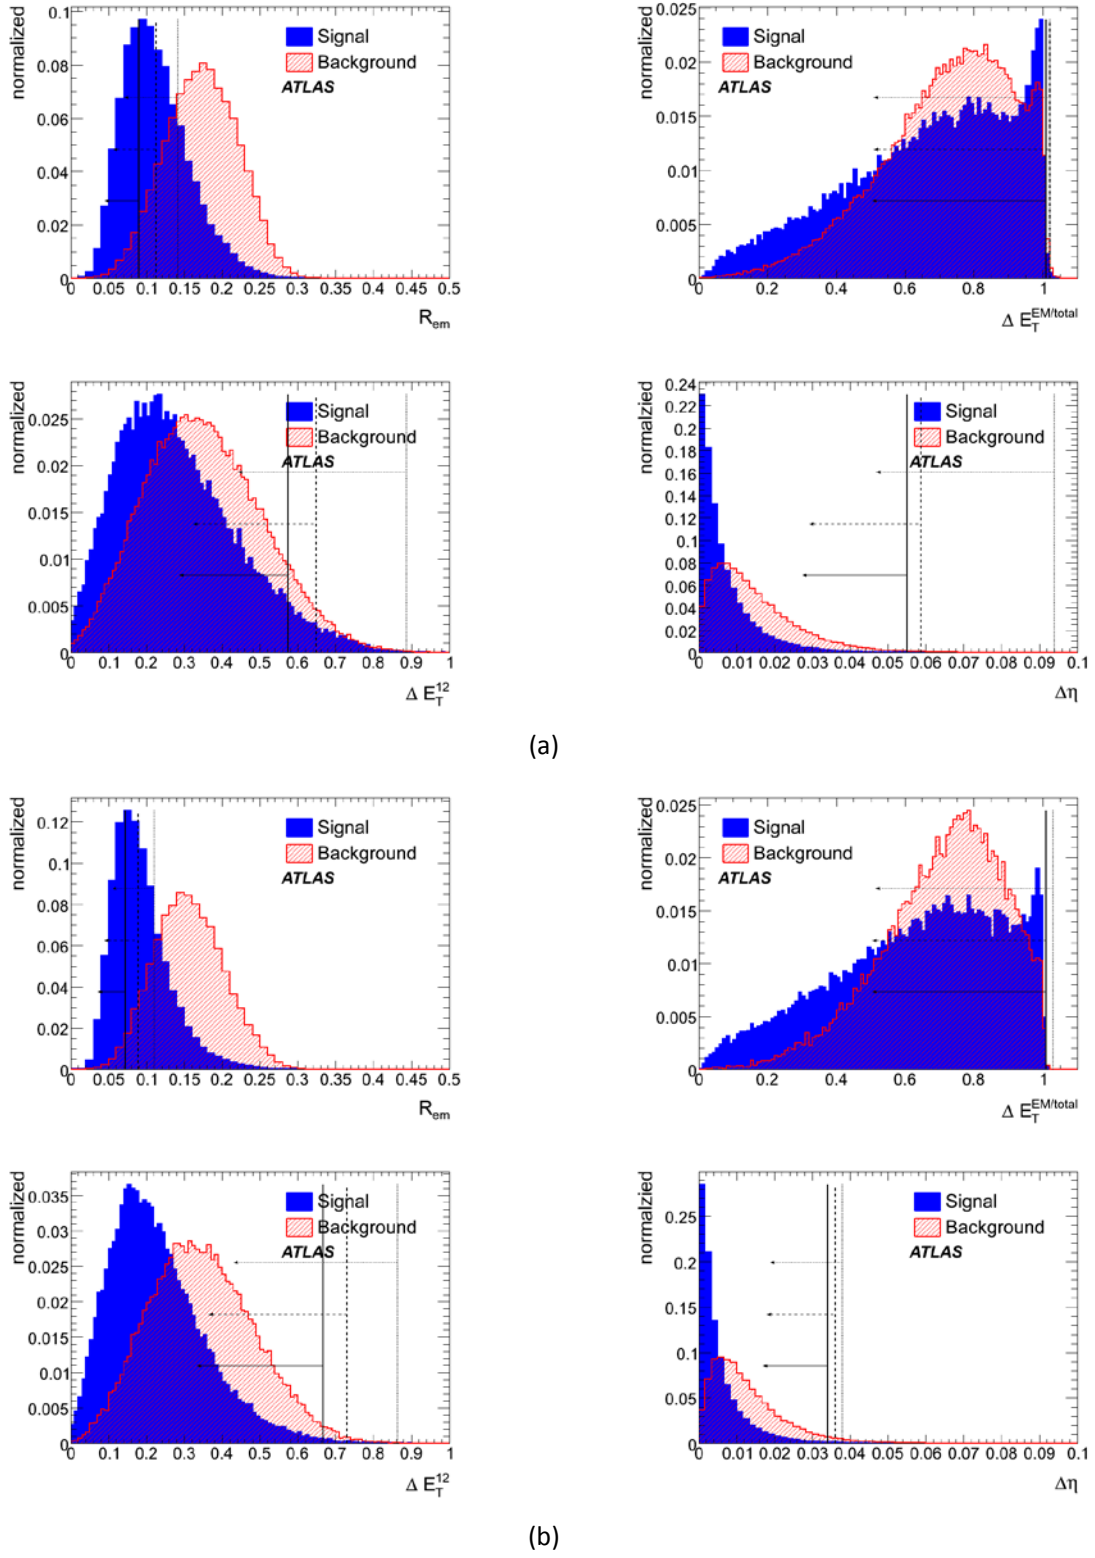 normalized
0.1
0.08
0.06
0.04
0.02
0
0 0.05 0.1 0.15 0.2 0.25 0.3 0.35 0.4 0.45 0.5
Signal
Background
ATLAS
R_em
normalized
0.025
0.02
0.015
0.01
0.005
0
0 0.2 0.4 0.6 0.8 1
Signal
Background
ATLAS
Δ E_T^EM/total
normalized
0.025
0.02
0.015
0.01
0.005
0
0 0.1 0.2 0.3 0.4 0.5 0.6 0.7 0.8 0.9 1
Signal
Background
ATLAS
Δ E_T^12
normalzied
0.24
0.22
0.2
0.18
0.16
0.14
0.12
0.1
0.08
0.06
0.04
0.02
0
0 0.01 0.02 0.03 0.04 0.05 0.06 0.07 0.08 0.09 0.1
Signal
Background
ATLAS
Δη
(a)
normalized
0.12
0.1
0.08
0.06
0.04
0.02
0
0 0.05 0.1 0.15 0.2 0.25 0.3 0.35 0.4 0.45 0.5
Signal
Background
ATLAS
R_em
normalized
0.025
0.02
0.015
0.01
0.005
0
0 0.2 0.4 0.6 0.8 1
Signal
Background
ATLAS
Δ E_T^EM/total
normalized
0.035
0.03
0.025
0.02
0.015
0.01
0.005
0
0 0.1 0.2 0.3 0.4 0.5 0.6 0.7 0.8 0.9 1
Signal
Background
ATLAS
Δ E_T^12
normalzied
0.25
0.2
0.15
0.1
0.05
0
0 0.01 0.02 0.03 0.04 0.05 0.06 0.07 0.08 0.09 0.1
Signal
Background
ATLAS
Δη
(b)